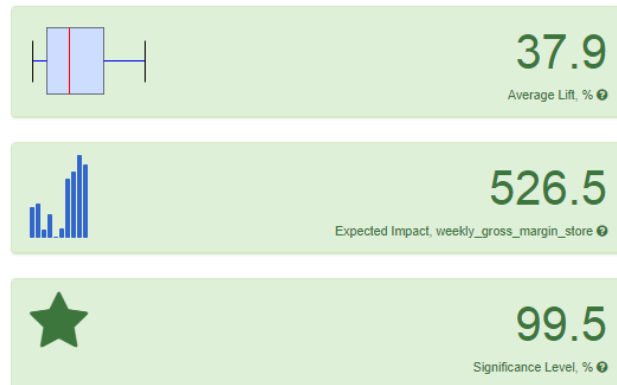 37.9
Average Lift, % ?
526.5
Expected Impact, weekly_gross_margin_store ?
99.5
Significance Level, % ?